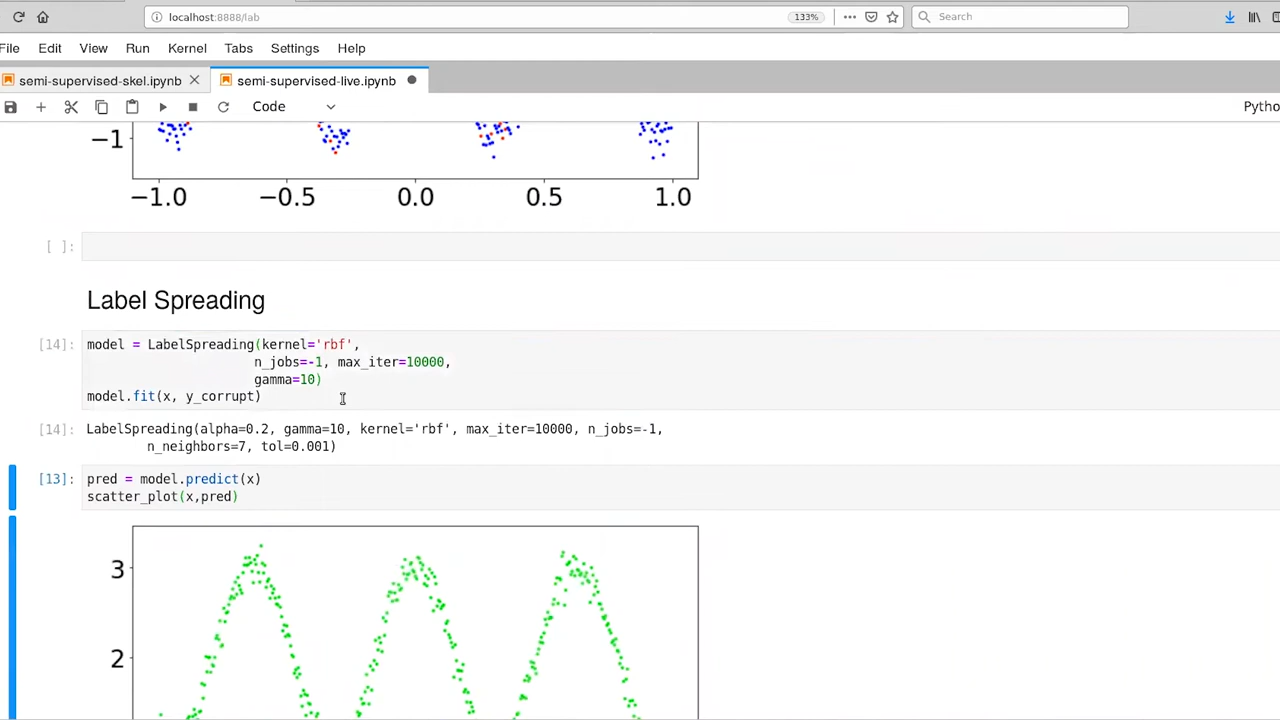 localhost:8888/lab
133%
Search
File Edit View Run Kernel Tabs Settings Help
semi-supervised-skel.ipynb
semi-supervised-live.ipynb
Code
Pytho
−1
−1.0 −0.5 0.0 0.5 1.0
[ ]:
Label Spreading
[14]: model = LabelSpreading(kernel='rbf',
n_jobs=-1, max_iter=10000,
gamma=10)
model.fit(x, y_corrupt)
[14]: LabelSpreading(alpha=0.2, gamma=10, kernel='rbf', max_iter=10000, n_jobs=-1,
n_neighbors=7, tol=0.001)
[13]: pred = model.predict(x)
scatter_plot(x,pred)
3
2